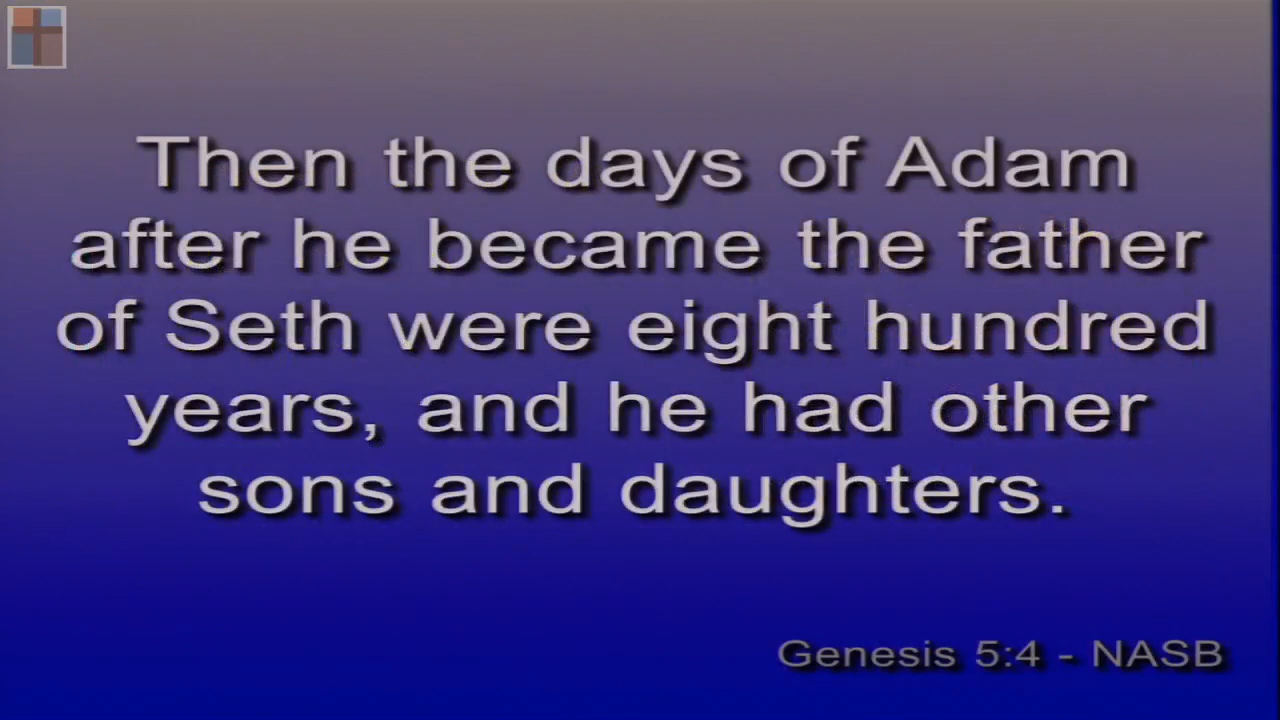 Then the days of Adam
after he became the father
of Seth were eight hundred
years, and he had other
sons and daughters.
Genesis 5:4 - NASB